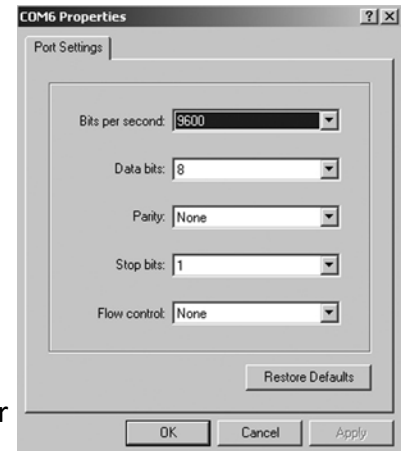 COM6 Properties
Port Settings
Bits per second: 9600
Data bits: 8
Parity: None
Stop bits: 1
Flow control: None
Restore Defaults
r
OK Cancel Apply